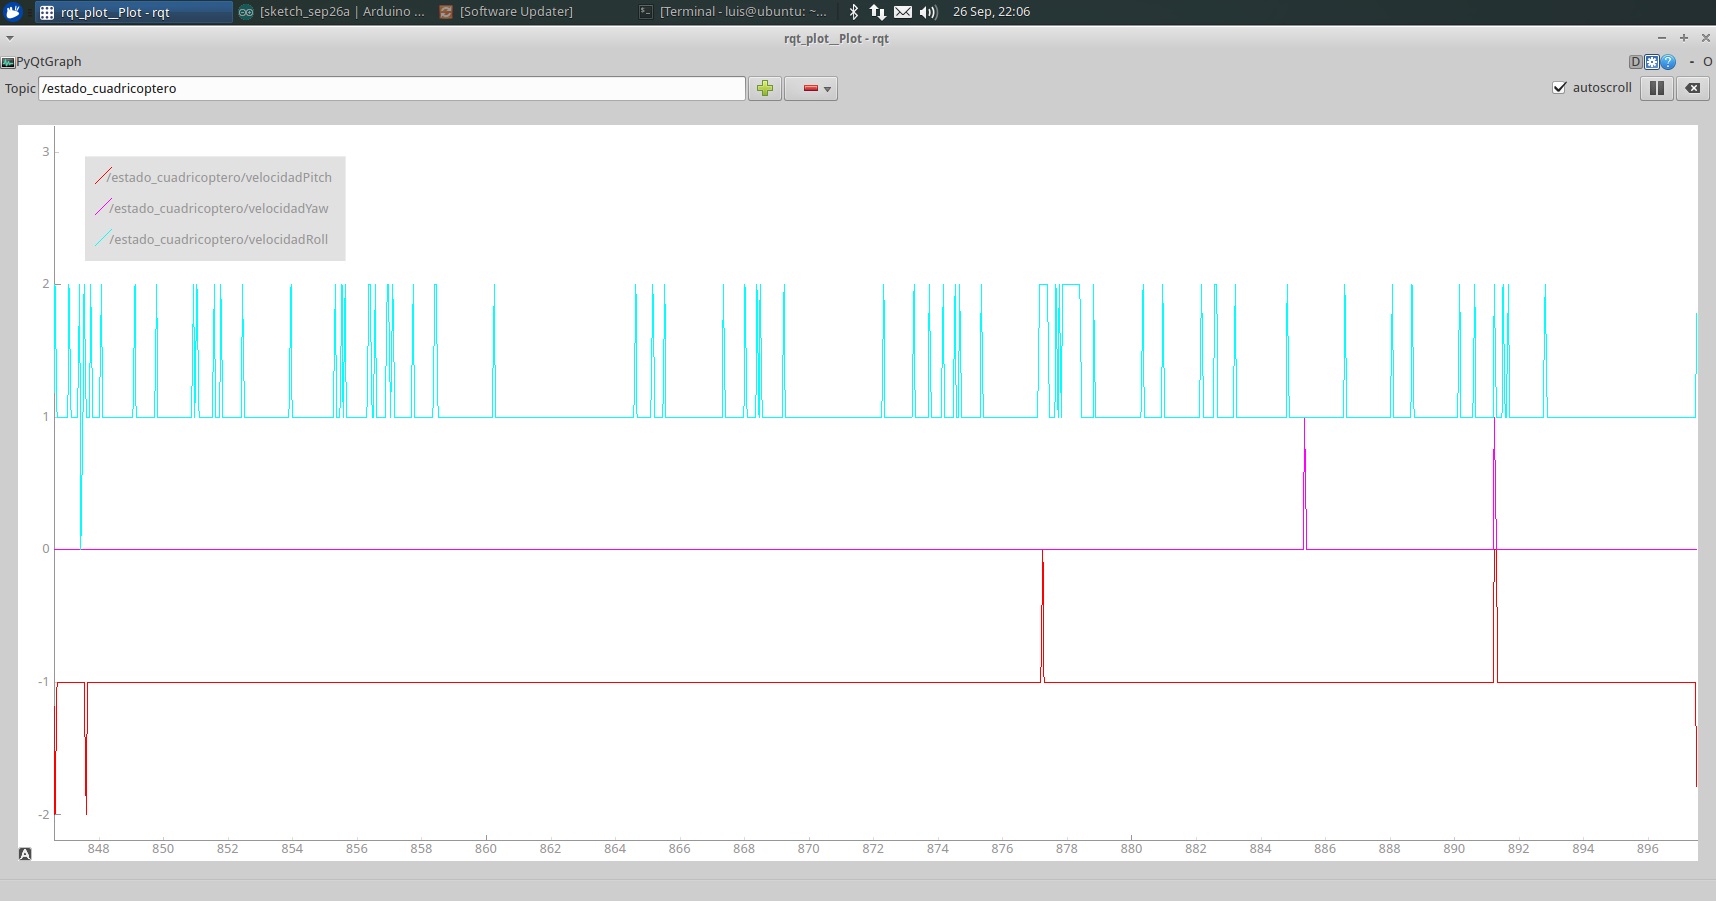 rqt_plot__Plot - rqt
[sketch_sep26a | Arduino ...
[Software Updater]
[Terminal - luis@ubuntu: ~...
26 Sep, 22:06
rqt_plot__Plot - rqt
PyQtGraph
D
?
- O
Topic
/estado_cuadricoptero
autoscroll
/estado_cuadricoptero/velocidadPitch
/estado_cuadricoptero/velocidadYaw
/estado_cuadricoptero/velocidadRoll
3
2
1
0
-1
-2
848 850 852 854 856 858 860 862 864 866 868 870 872 874 876 878 880 882 884 886 888 890 892 894 896
A